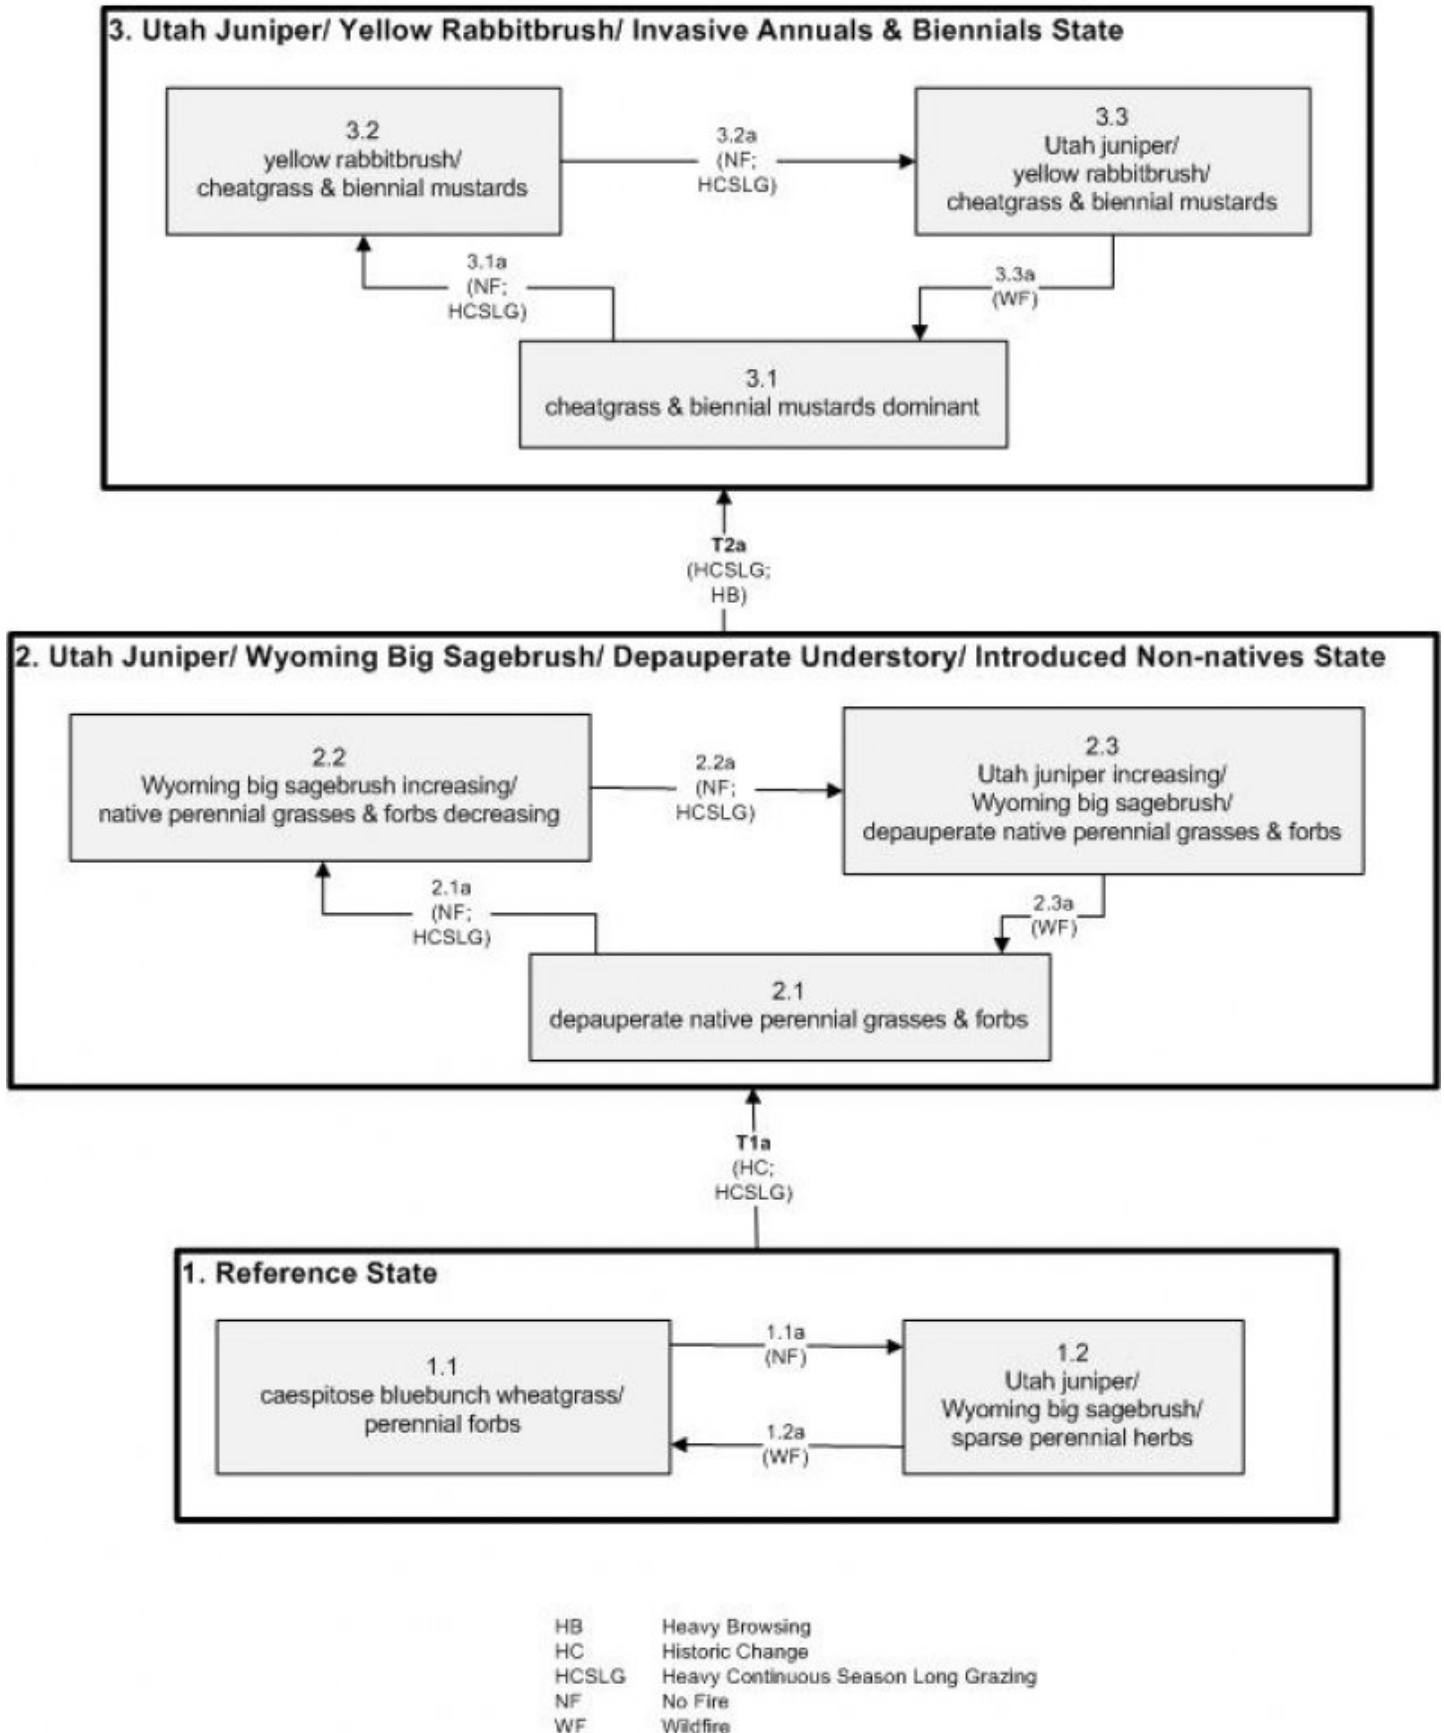 3. Utah Juniper/ Yellow Rabbitbrush/ Invasive Annuals & Biennials State
3.2
yellow rabbitbrush/
cheatgrass & biennial mustards
3.2a
(NF;
HCSLG)
3.3
Utah juniper/
yellow rabbitbrush/
cheatgrass & biennial mustards
3.1a
(NF;
HCSLG)
3.3a
(WF)
3.1
cheatgrass & biennial mustards dominant
T2a
(HCSLG;
HB)
2. Utah Juniper/ Wyoming Big Sagebrush/ Depauperate Understory/ Introduced Non-natives State
2.2
Wyoming big sagebrush increasing/
native perennial grasses & forbs decreasing
2.2a
(NF;
HCSLG)
2.3
Utah juniper increasing/
Wyoming big sagebrush/
depauperate native perennial grasses & forbs
2.1a
(NF;
HCSLG)
2.3a
(WF)
2.1
depauperate native perennial grasses & forbs
T1a
(HC;
HCSLG)
1. Reference State
1.1
caespitose bluebunch wheatgrass/
perennial forbs
1.1a
(NF)
1.2a
(WF)
1.2
Utah juniper/
Wyoming big sagebrush/
sparse perennial herbs
HB Heavy Browsing
HC Historic Change
HCSLG Heavy Continuous Season Long Grazing
NF No Fire
WF Wildfire